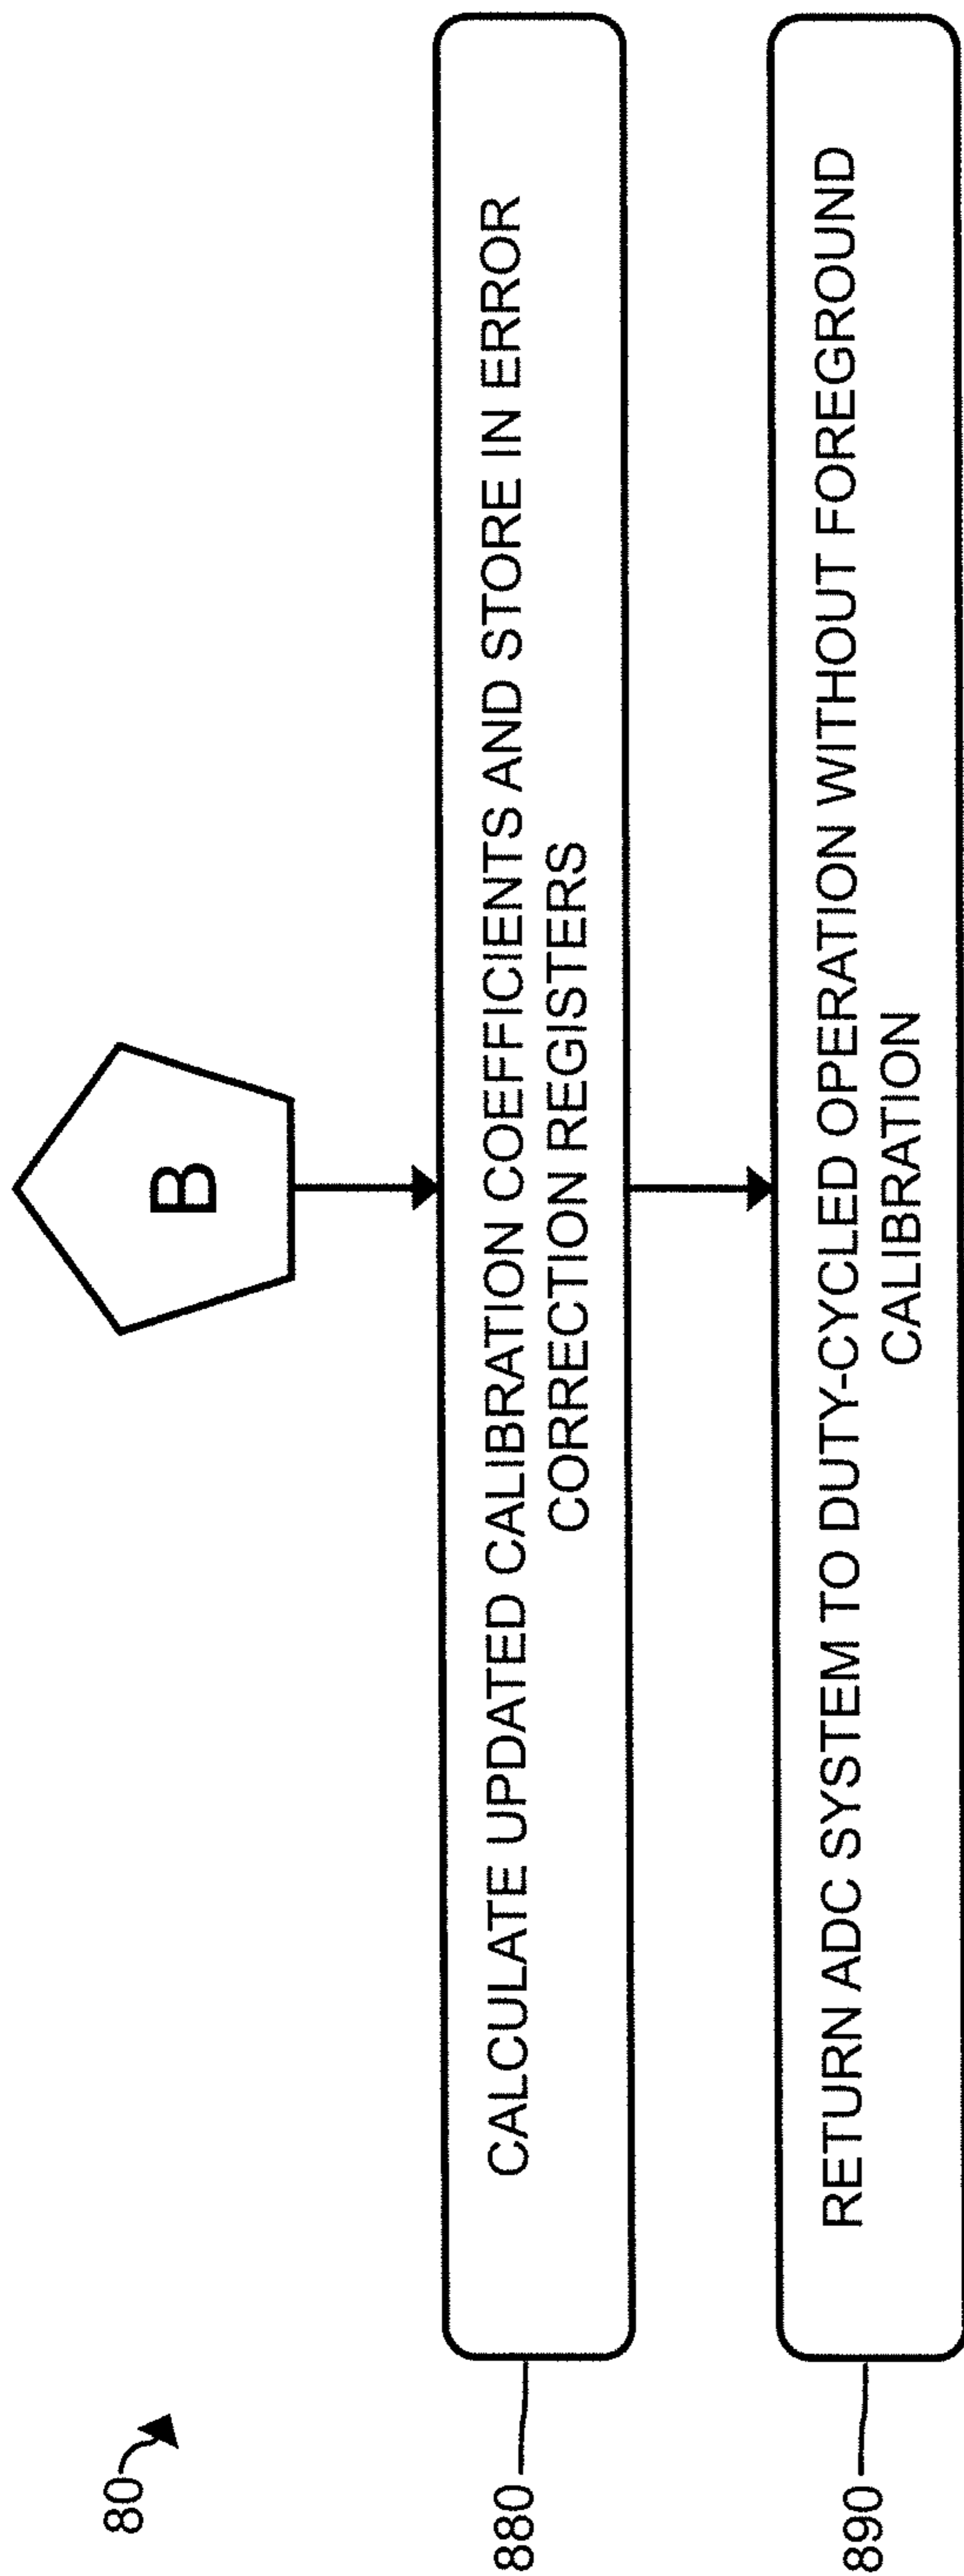 80
B
880
CALCULATE UPDATED CALIBRATION COEFFICIENTS AND STORE IN ERROR
CORRECTION REGISTERS
890
RETURN ADC SYSTEM TO DUTY-CYCLED OPERATION WITHOUT FOREGROUND
CALIBRATION